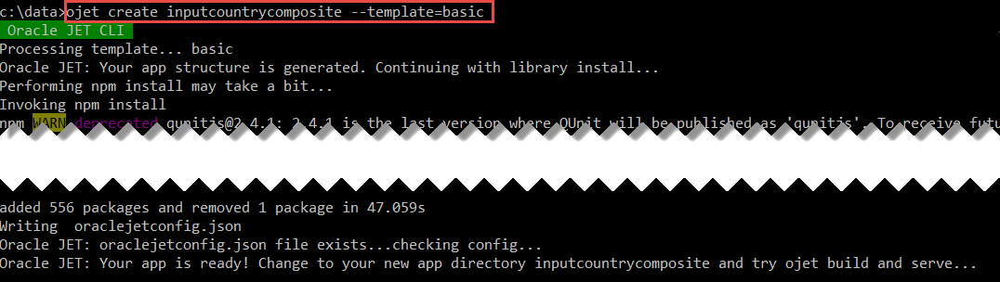 c:\data>ojet create inputcountrycomposite --template=basic
Oracle JET CLI
Processing template... basic
Oracle JET: Your app structure is generated. Continuing with library install...
Performing npm install may take a bit...
Invoking npm install
npm WARN deprecated qunitjs@2.4.1: 2.4.1 is the last version where QUnit will be published as 'qunitjs'. To receive futu
added 556 packages and removed 1 package in 47.059s
Writing  oraclejetconfig.json
Oracle JET: oraclejetconfig.json file exists...checking config...
Oracle JET: Your app is ready! Change to your new app directory inputcountrycomposite and try ojet build and serve...